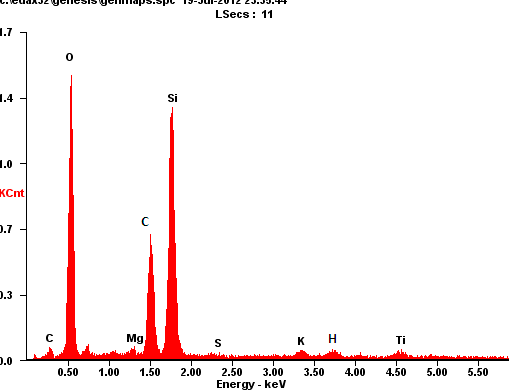 c:\edax32\genesis\genmaps.spc 19-Jul-2012 23:35:44
LSecs : 11
1.7
O
1.4
Si
1.0
KCnt
0.7
C
0.3
C
Mg
S
K
H
Ti
0.0
0.50 1.00 1.50 2.00 2.50 3.00 3.50 4.00 4.50 5.00 5.50
Energy - keV